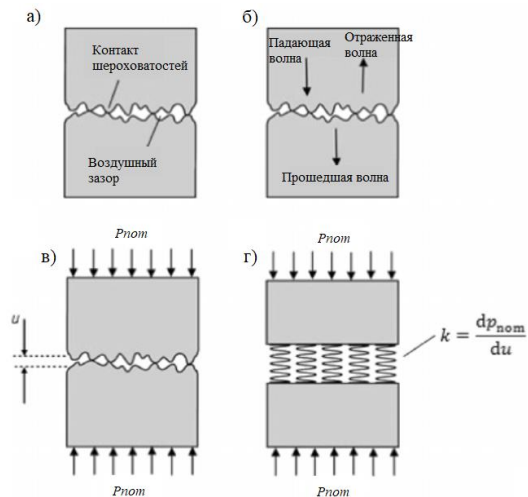 а)
Контакт
шероховатостей
Воздушный
зазор
б)
Падающая
волна
Отраженная
волна
Прошедшая волна
в)
Pnom
u
Pnom
г)
Pnom
k = dp_nom/du
Pnom